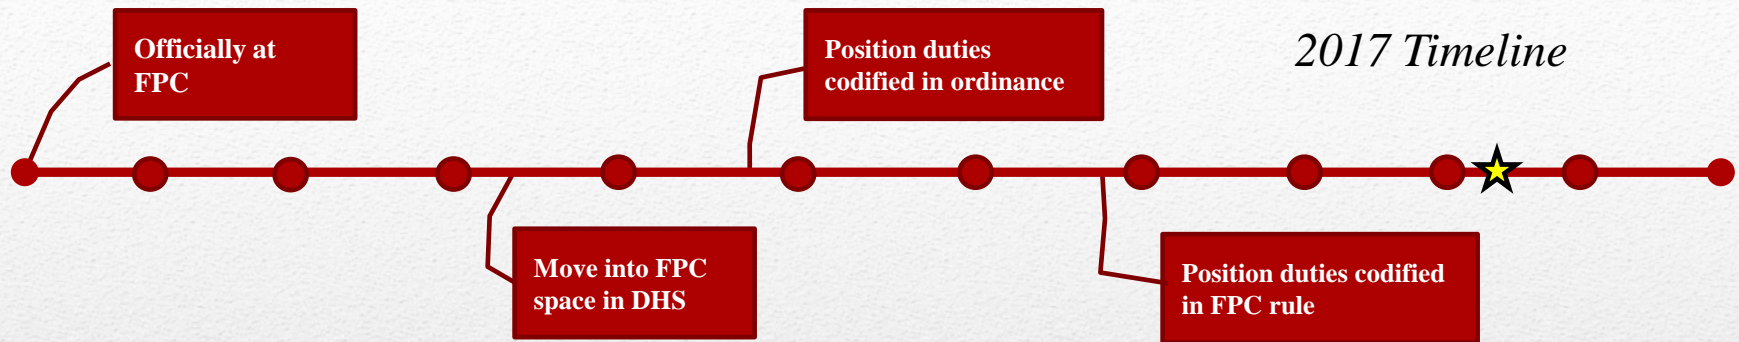 Officially at
FPC
Position duties
codified in ordinance
2017 Timeline
Move into FPC
space in DHS
Position duties codified
in FPC rule